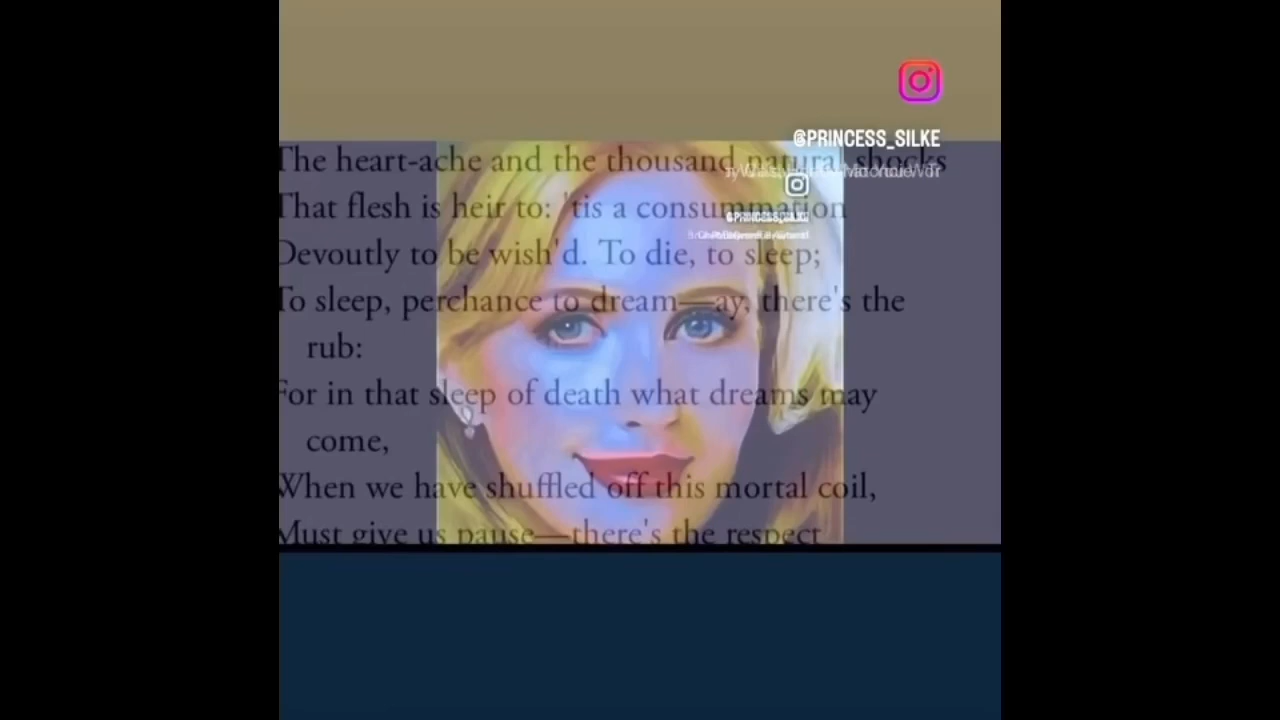 @PRINCESS_SILKE
The heart-ache and the thousand natural shocks
@PRINCESS_SILKE
That flesh is heir to: 'tis a consummation
Devoutly to be wish'd. To die, to sleep;
To sleep, perchance to dream—ay, there's the
rub:
For in that sleep of death what dreams may
come,
When we have shuffled off this mortal coil,
Must give us pause—there's the respect